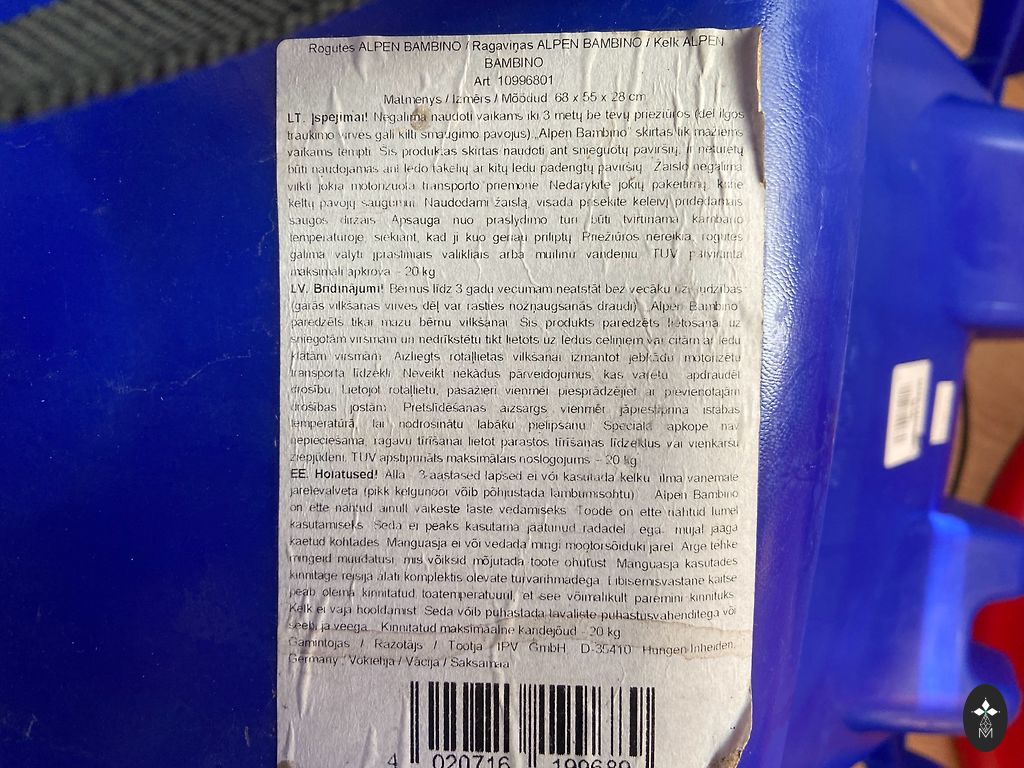 Rogutės ALPEN BAMBINO / Ragaviņas ALPEN BAMBINO / Kelk ALPEN
BAMBINO
Art 10996801
Matmenys / Izmērs / Mõõdud 68 x 55 x 28 cm
LT. Įspėjimai! Negalima naudoti vaikams iki 3 metų be tėvų priežiūros (dėl ilgos
traukimo virvės gali kilti smaugimo pavojus). „Alpen Bambino" skirtas tik mažiems
vaikams tempti. Šis produktas skirtas naudoti ant snieguotų paviršių, ir neturėtų
būti naudojamas ant ledo takelių ar kitų ledu padengtų paviršių. Žaislo negalima
vilkti jokia motorizuota transporto priemone. Nedarykite jokių pakeitimų, kurie
keltų pavojų saugumui. Naudodami žaislą, visada prisekite keleivį pridedamais
saugos diržais. Apsauga nuo praslydimo turi būti tvirtinama kambario
temperatūroje, siekiant, kad ji kuo geriau priliptų. Priežiūros nereikia, rogutes
galima valyti įprastiniais valikliais arba muilinu vandeniu. TUV patvirtinta
maksimali apkrova - 20 kg
LV. Brīdinājumi! Bērnus līdz 3 gadu vecumam neatstāt bez vecāku uzraudzības
(garās vilkšanas virves dēļ var rasties nožņaugšanās draudi). Alpen Bambino
paredzēts tikai mazu bērnu vilkšanai. Šis produkts paredzēts lietošanai uz
sniegotām virsmām un nedrīkstētu tikt lietots uz ledus celiņiem vai citām ar ledu
klātām virsmām. Aizliegts rotaļlietas vilkšanai izmantot jebkādu motorizētu
transporta līdzekli. Neveikt nekādus pārveidojumus, kas varētu apdraudēt
drošību. Lietojot rotaļlietu, pasažieri vienmēr piesprādzējiet ar pievienotajām
drošības jostām. Pretslīdēšanas aizsargs vienmēr jāpiestiprina istabas
temperatūrā, lai nodrošinātu labāku pielipšanu. Speciāla apkope nav
nepieciešama, ragavu tīrīšanai lietot parastos tīrīšanas līdzekļus vai vienkāršu
ziepjūdeni. TUV apstiprināts maksimālais noslogojums - 20 kg
EE. Hoiatused! Alla 3-aastased lapsed ei või kasutada kelku ilma vanemate
järelevalveta (pikk kelgunöör võib põhjustada lämbumisohtu). Alpen Bambino
on ette nähtud ainult väikeste laste vedamiseks. Toode on ette nähtud lumel
kasutamiseks. Seda ei peaks kasutama jäätunud radadel ega mujal jääga
kaetud kohtades. Mänguasja ei või vedada mingi mootorsõiduki järel. Ärge tehke
mingeid muudatusi, mis võiksid mõjutada toote ohutust. Mänguasja kasutades
kinnitage reisija alati komplektis olevate turvarihmadega. Libisemisvastane kaitse
peab olema kinnitatud toatemperatuuril, et see võimalikult paremini kinnituks.
Kelk ei vaja hooldamist. Seda võib puhastada tavaliste puhastusvahenditega või
seebi ja veega. Kinnitatud maksimaalne kandejõud - 20 kg
Gamintojas / Ražotājs / Tootja IPV GmbH D-35410 Hungen-Inheiden,
Germany / Vokietija / Vācija / Saksamaa
4 020716 199689
M